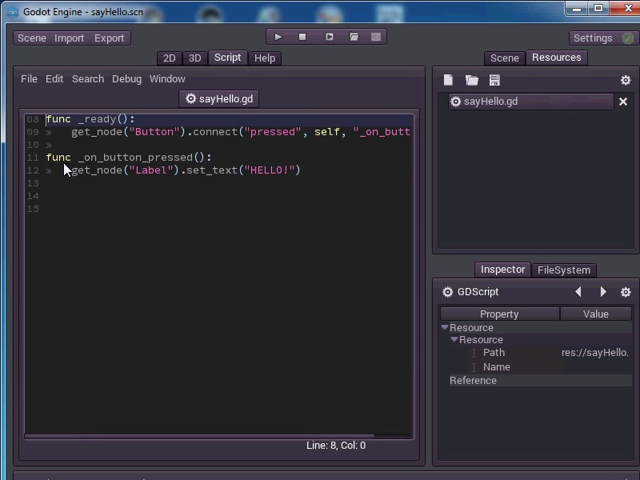 Godot Engine - sayHello.scn
Scene Import Export
Settings
2D 3D Script Help
Scene Resources
File Edit Search Debug Window
sayHello.gd
sayHello.gd
08 func _ready():
09 » get_node("Button").connect("pressed", self, "_on_butt
10 »
11 func _on_button_pressed():
12 » get_node("Label").set_text("HELLO!")
13
14
15
Line: 8, Col: 0
Inspector FileSystem
GDScript
Property Value
Resource
Resource
Path res://sayHello.
Name
Reference